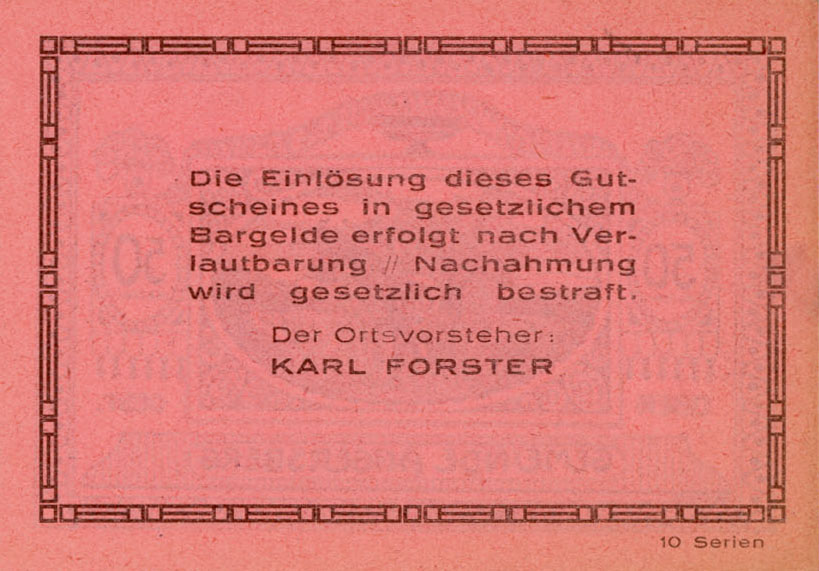 Die Einlösung dieses Gut-
scheines in gesetzlichem
Bargelde erfolgt nach Ver-
lautbarung // Nachahmung
wird gesetzlich bestraft.
Der Ortsvorsteher:
KARL FORSTER
10 Serien